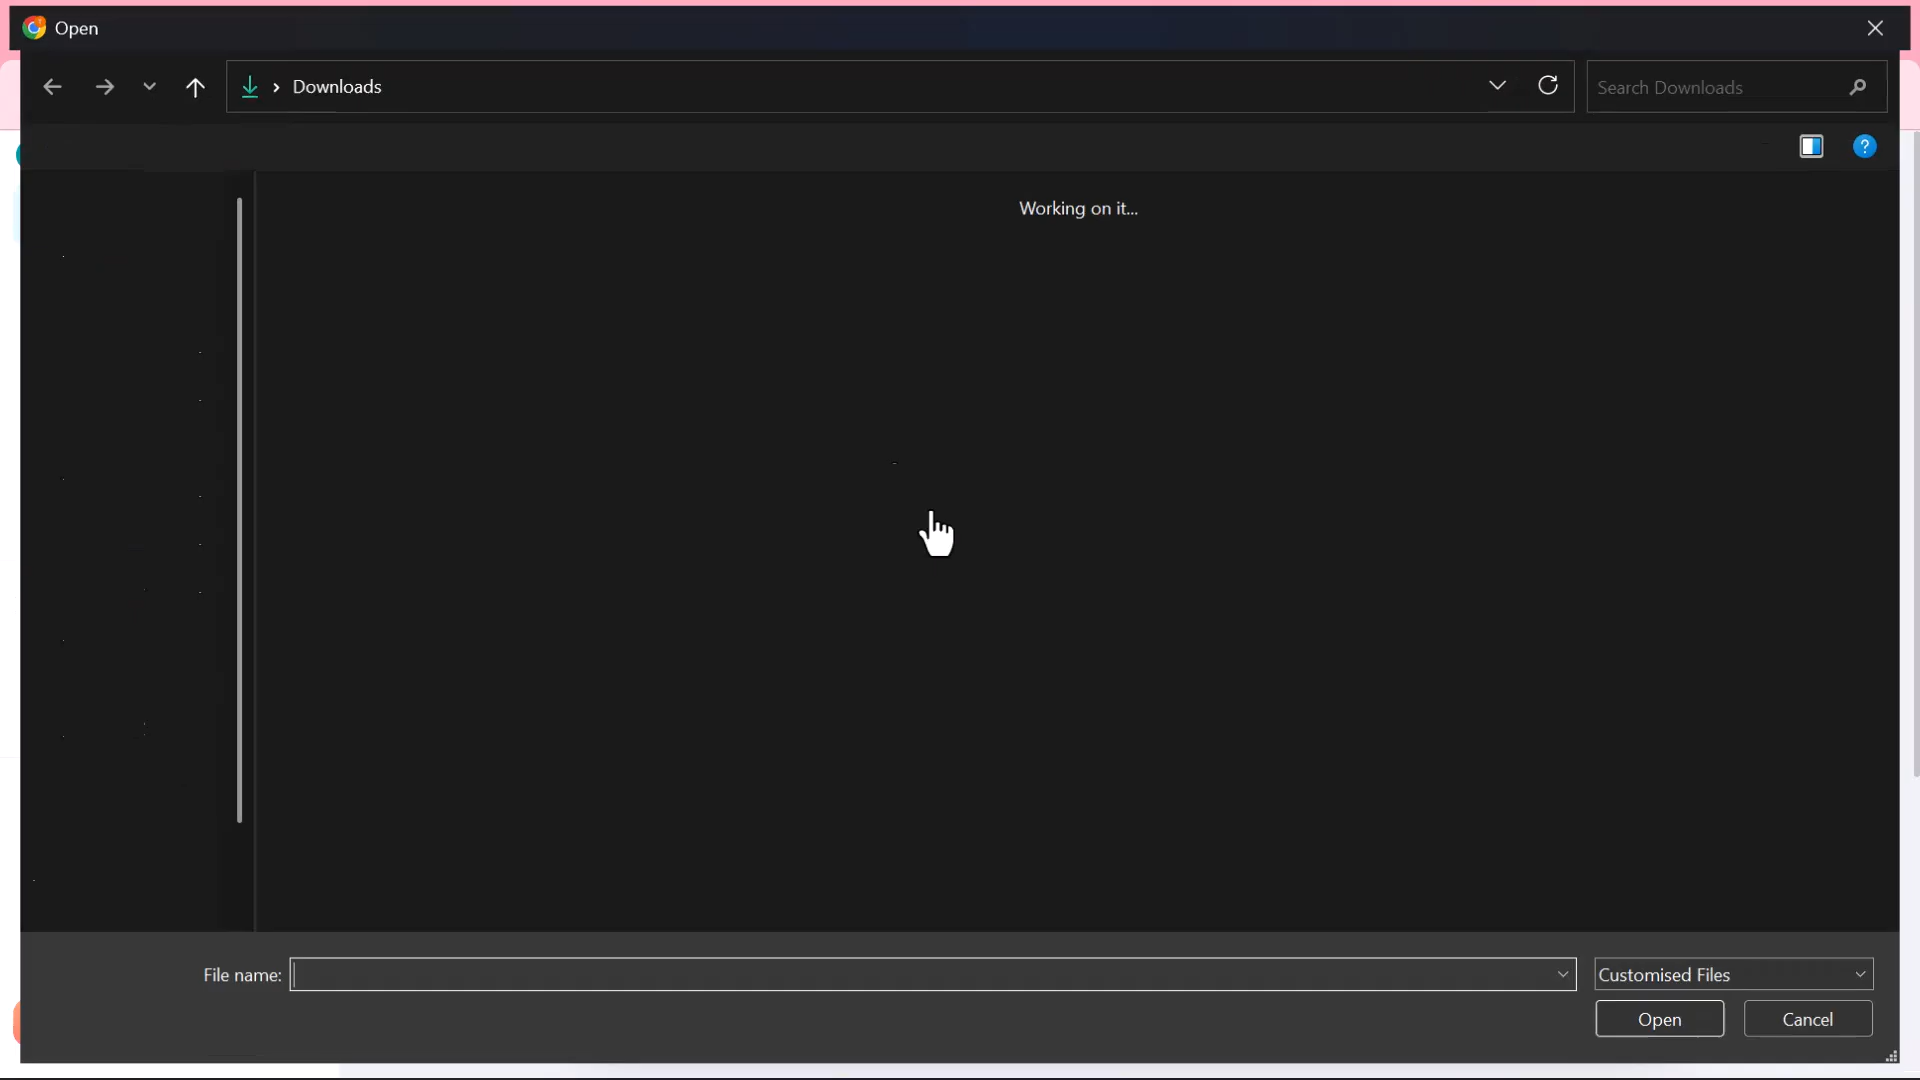 Open
Downloads
Search Downloads
Working on it...
File name:
Customised Files
Open
Cancel